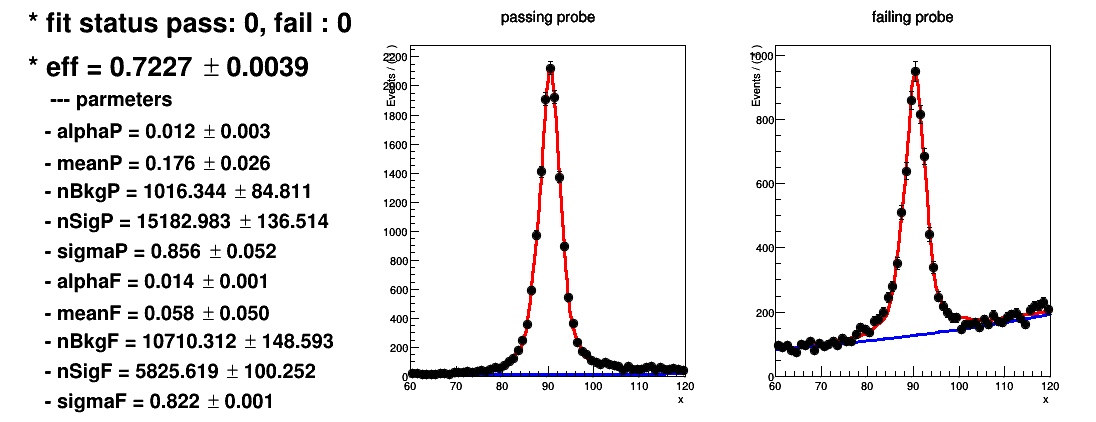 * fit status pass: 0, fail : 0
* eff = 0.7227 ± 0.0039
--- parmeters
- alphaP = 0.012 ± 0.003
- meanP = 0.176 ± 0.026
- nBkgP = 1016.344 ± 84.811
- nSigP = 15182.983 ± 136.514
- sigmaP = 0.856 ± 0.052
- alphaF = 0.014 ± 0.001
- meanF = 0.058 ± 0.050
- nBkgF = 10710.312 ± 148.593
- nSigF = 5825.619 ± 100.252
- sigmaF = 0.822 ± 0.001
passing probe
Events / (
2200
2000
1800
1600
1400
1200
1000
800
600
400
200
0
60 70 80 90 100 110 120
x
failing probe
Events / (
1000
800
600
400
200
0
60 70 80 90 100 110 120
x